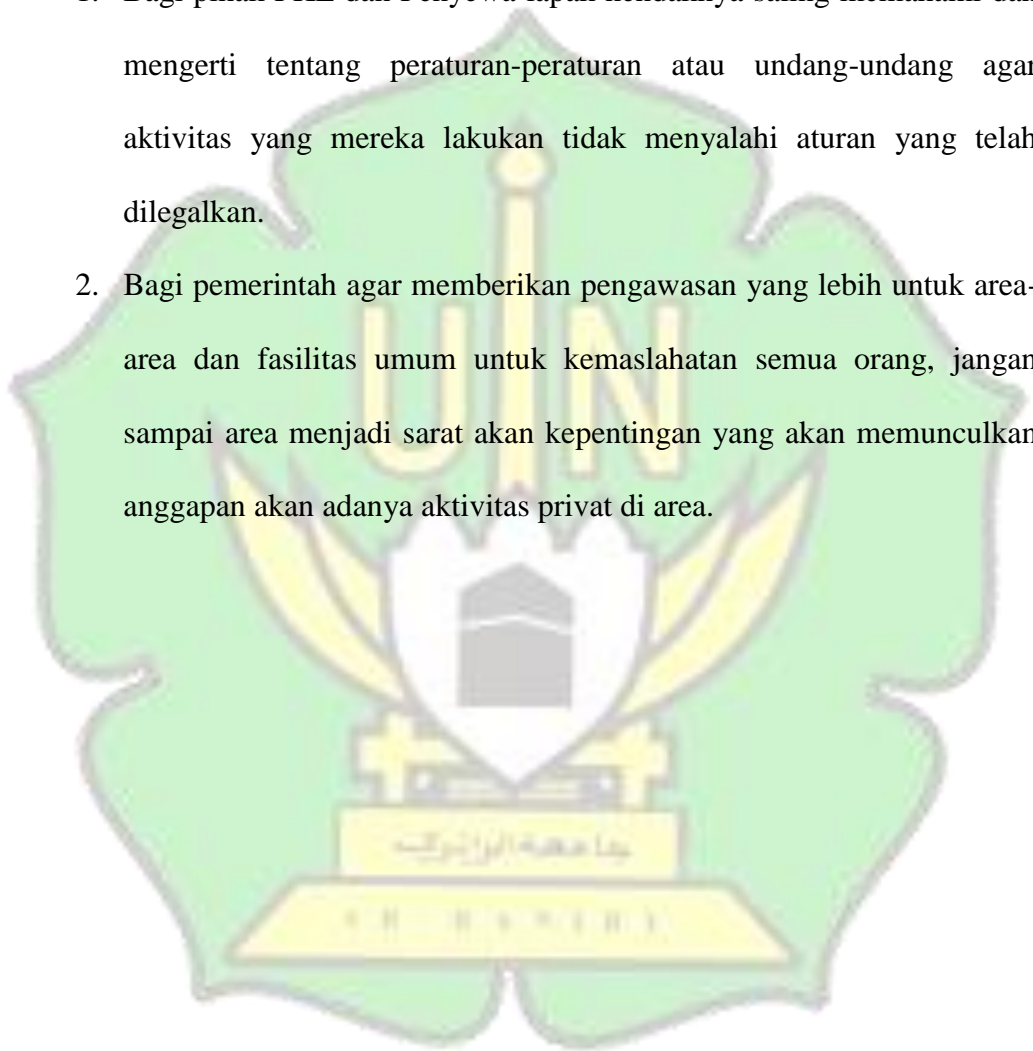 mengerti tentang peraturan-peraturan atau undang-undang agar
aktivitas yang mereka lakukan tidak menyalahi aturan yang telah
dilegalkan.
2. Bagi pemerintah agar memberikan pengawasan yang lebih untuk area-
area dan fasilitas umum untuk kemaslahatan semua orang, jangan
sampai area menjadi sarat akan kepentingan yang akan memunculkan
anggapan akan adanya aktivitas privat di area.
UIN